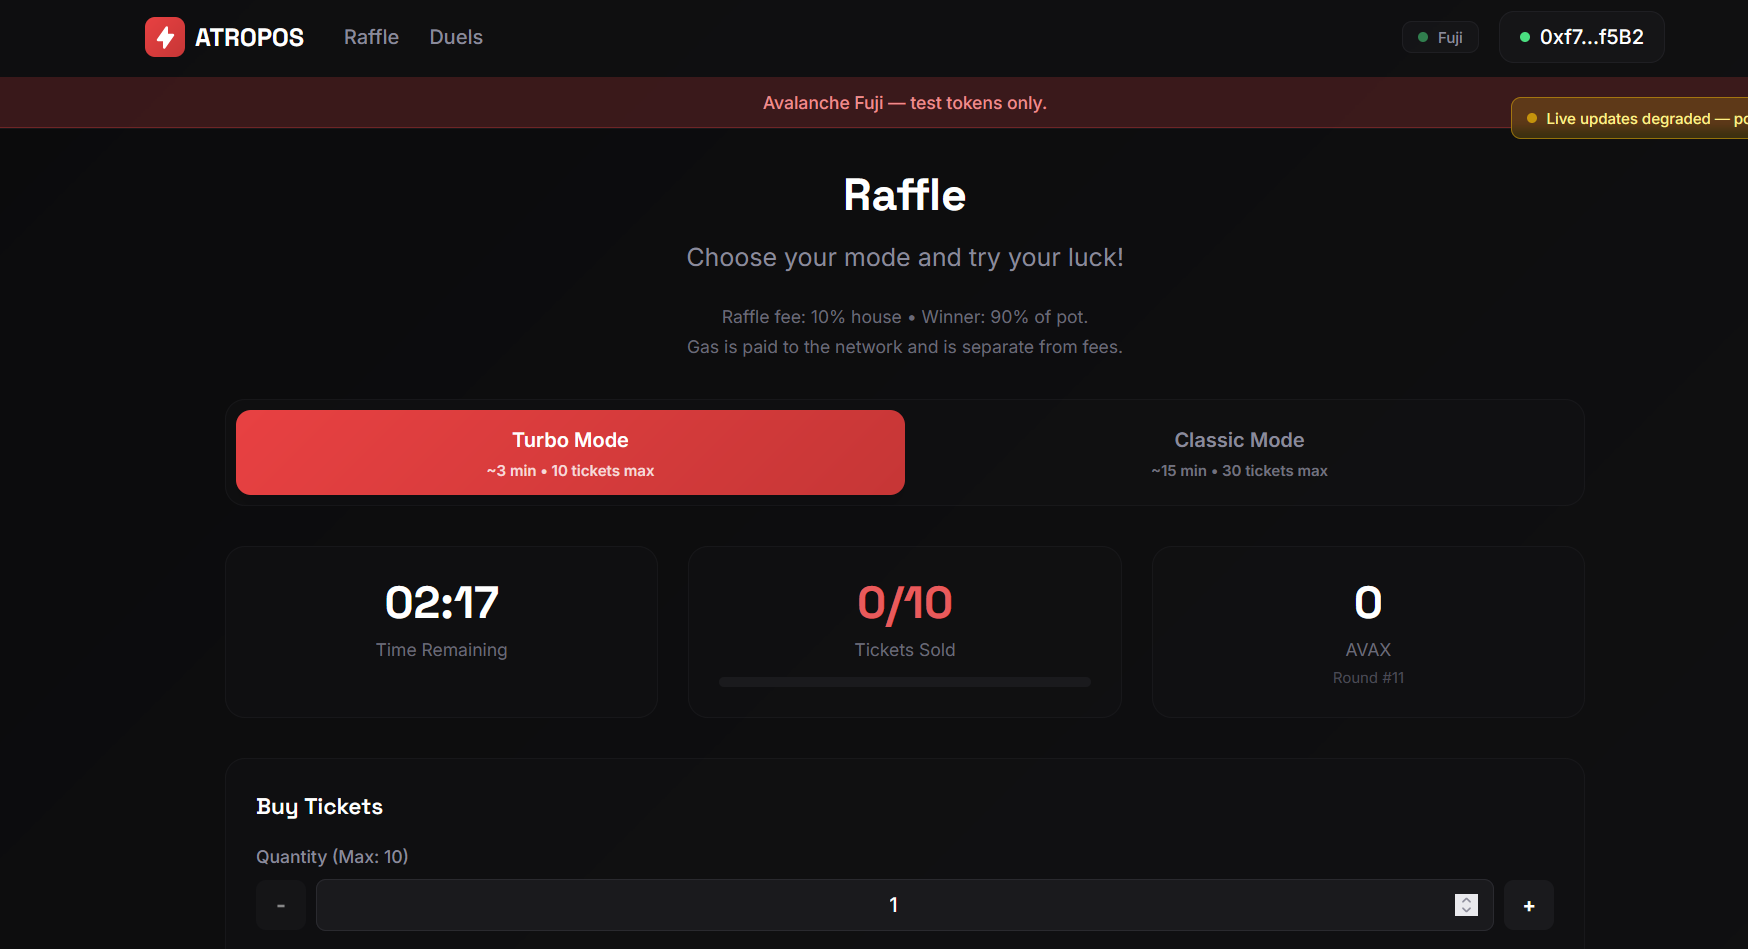 ATROPOS
Raffle
Duels
Fuji
0xf7...f5B2
Avalanche Fuji — test tokens only.
Live updates degraded —
Raffle
Choose your mode and try your luck!
Raffle fee: 10% house • Winner: 90% of pot.
Gas is paid to the network and is separate from fees.
Turbo Mode
~3 min • 10 tickets max
Classic Mode
~15 min • 30 tickets max
02:17
Time Remaining
0/10
Tickets Sold
0
AVAX
Round #11
Buy Tickets
Quantity (Max: 10)
-
1
+